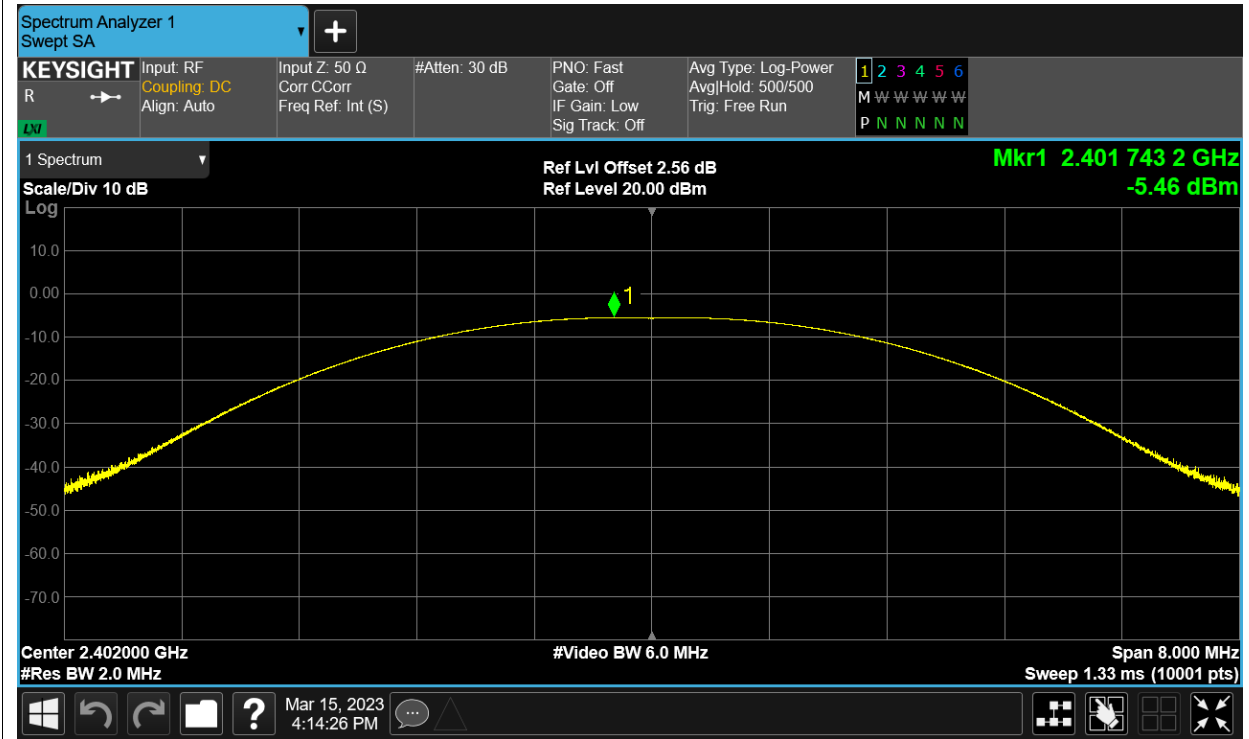 Spectrum Analyzer 1
Swept SA
+
KEYSIGHT
R
LXI
Input: RF
Coupling: DC
Align: Auto
Input Z: 50 Ω
Corr CCorr
Freq Ref: Int (S)
#Atten: 30 dB
PNO: Fast
Gate: Off
IF Gain: Low
Sig Track: Off
Avg Type: Log-Power
Avg|Hold: 500/500
Trig: Free Run
1 2 3 4 5 6
M W W W W W
P N N N N N
1 Spectrum
Scale/Div 10 dB
Ref Lvl Offset 2.56 dB
Ref Level 20.00 dBm
Mkr1 2.401 743 2 GHz
-5.46 dBm
Log
10.0
0.00
1
-10.0
-20.0
-30.0
-40.0
-50.0
-60.0
-70.0
Center 2.402000 GHz
#Video BW 6.0 MHz
Span 8.000 MHz
#Res BW 2.0 MHz
Sweep 1.33 ms (10001 pts)
?
Mar 15, 2023
4:14:26 PM